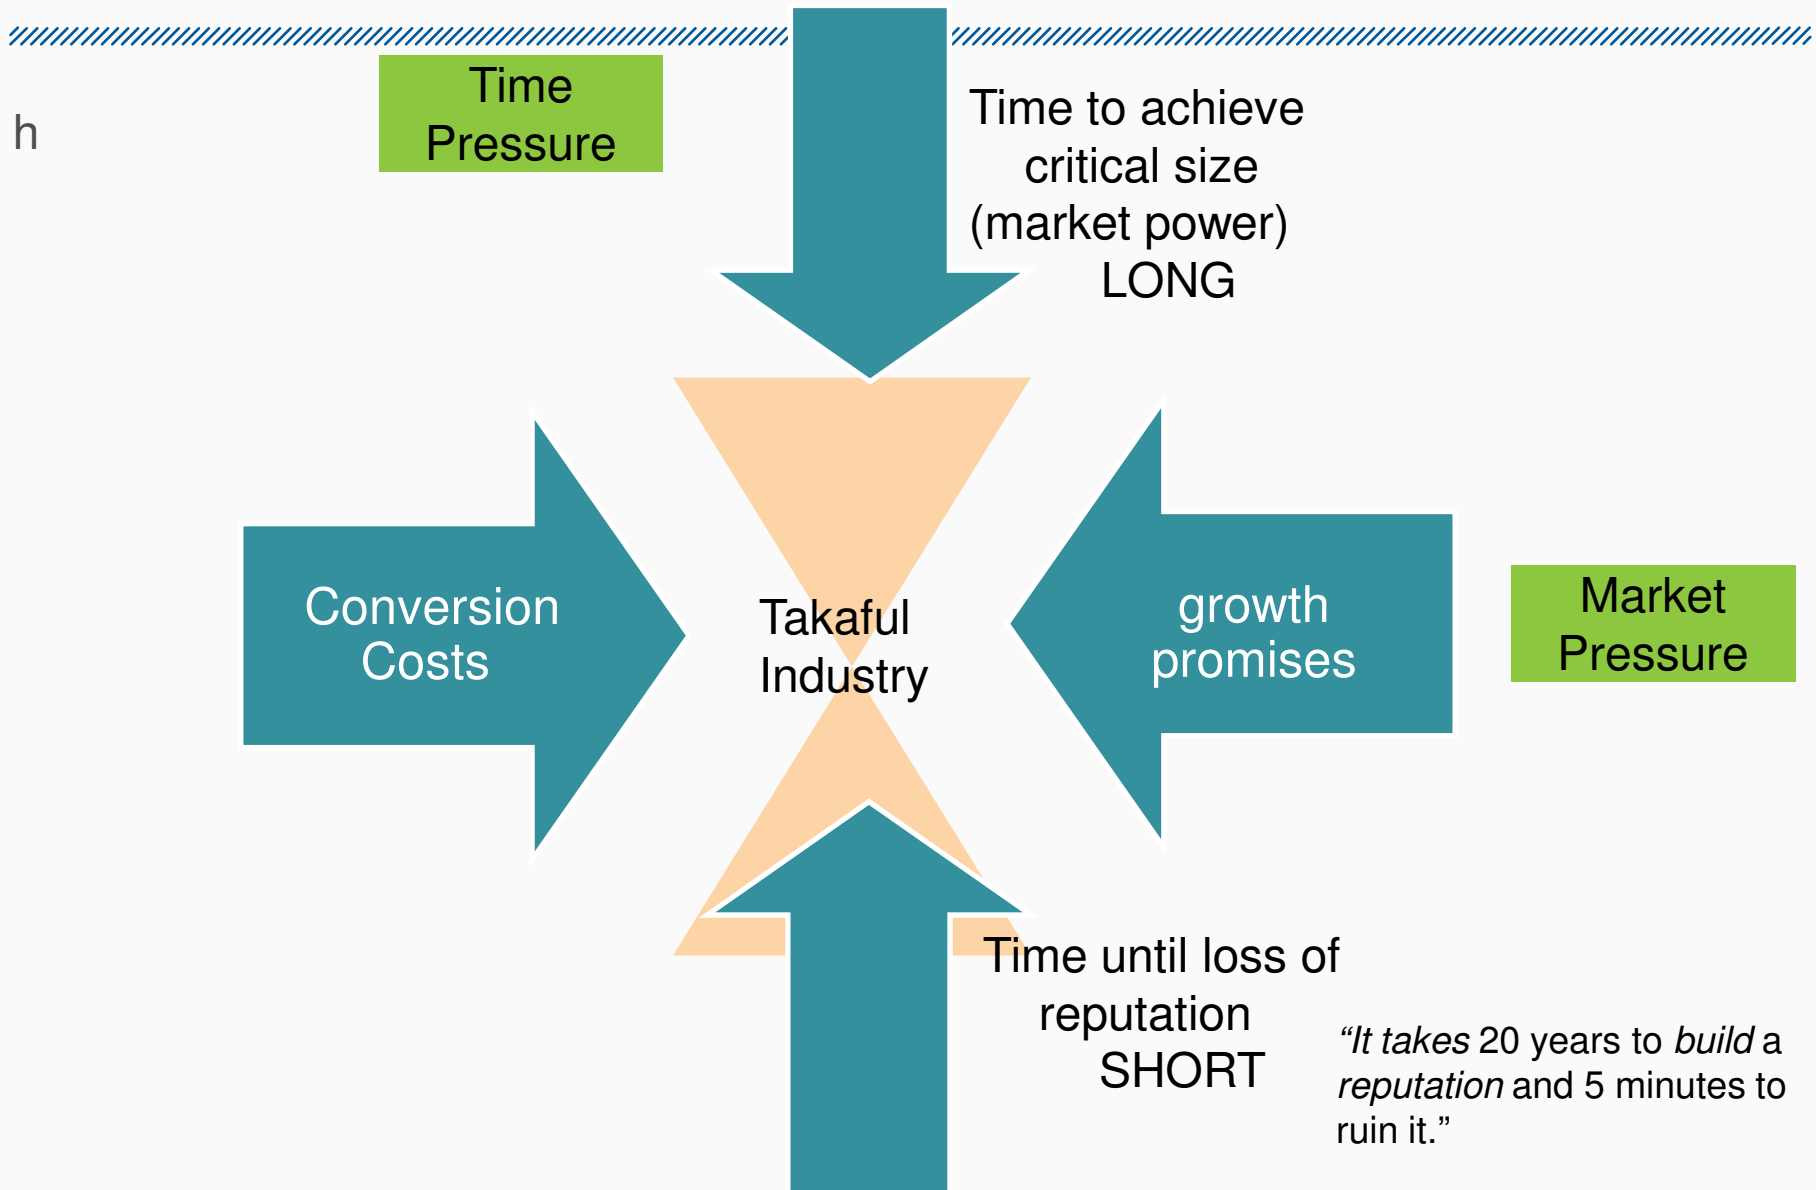 h
Time
Pressure
Time to achieve
critical size
(market power)
LONG
Conversion
Costs
Takaful
Industry
growth
promises
Market
Pressure
Time until loss of
reputation
SHORT
“It takes 20 years to build a
reputation and 5 minutes to
ruin it.”